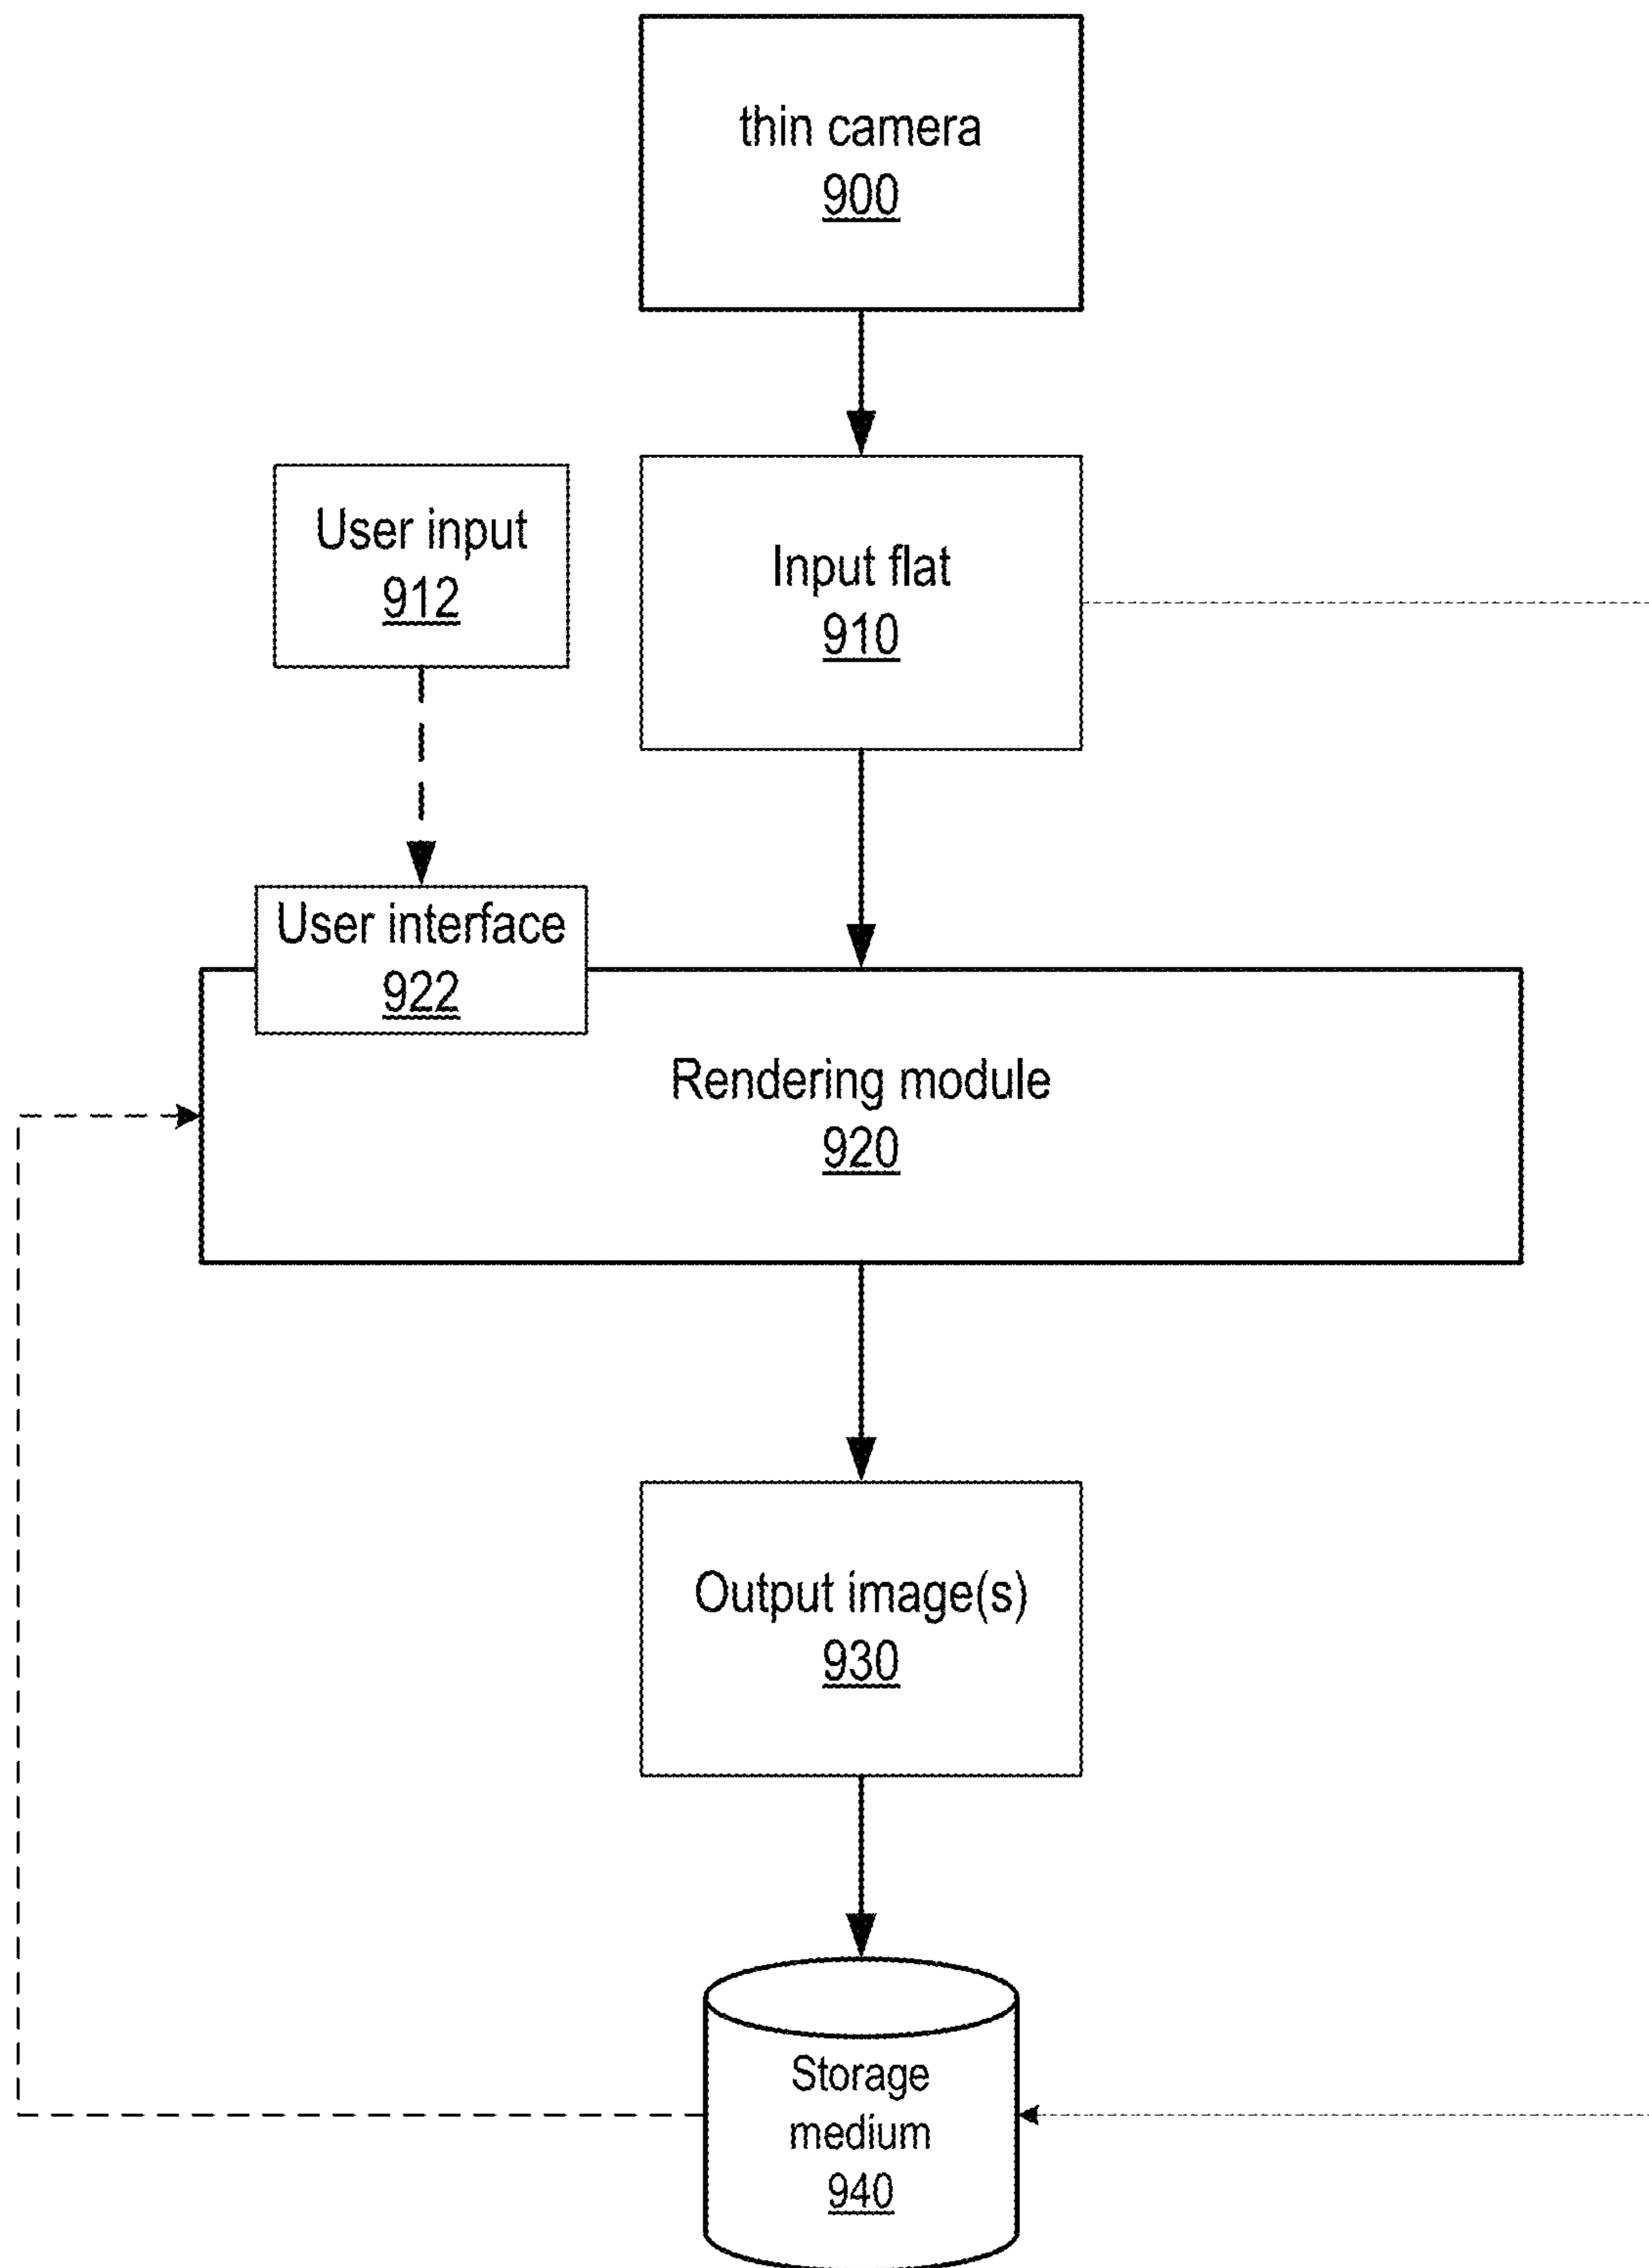 thin camera
900
User input
912
Input flat
910
User interface
922
Rendering module
920
Output image(s)
930
Storage
medium
940